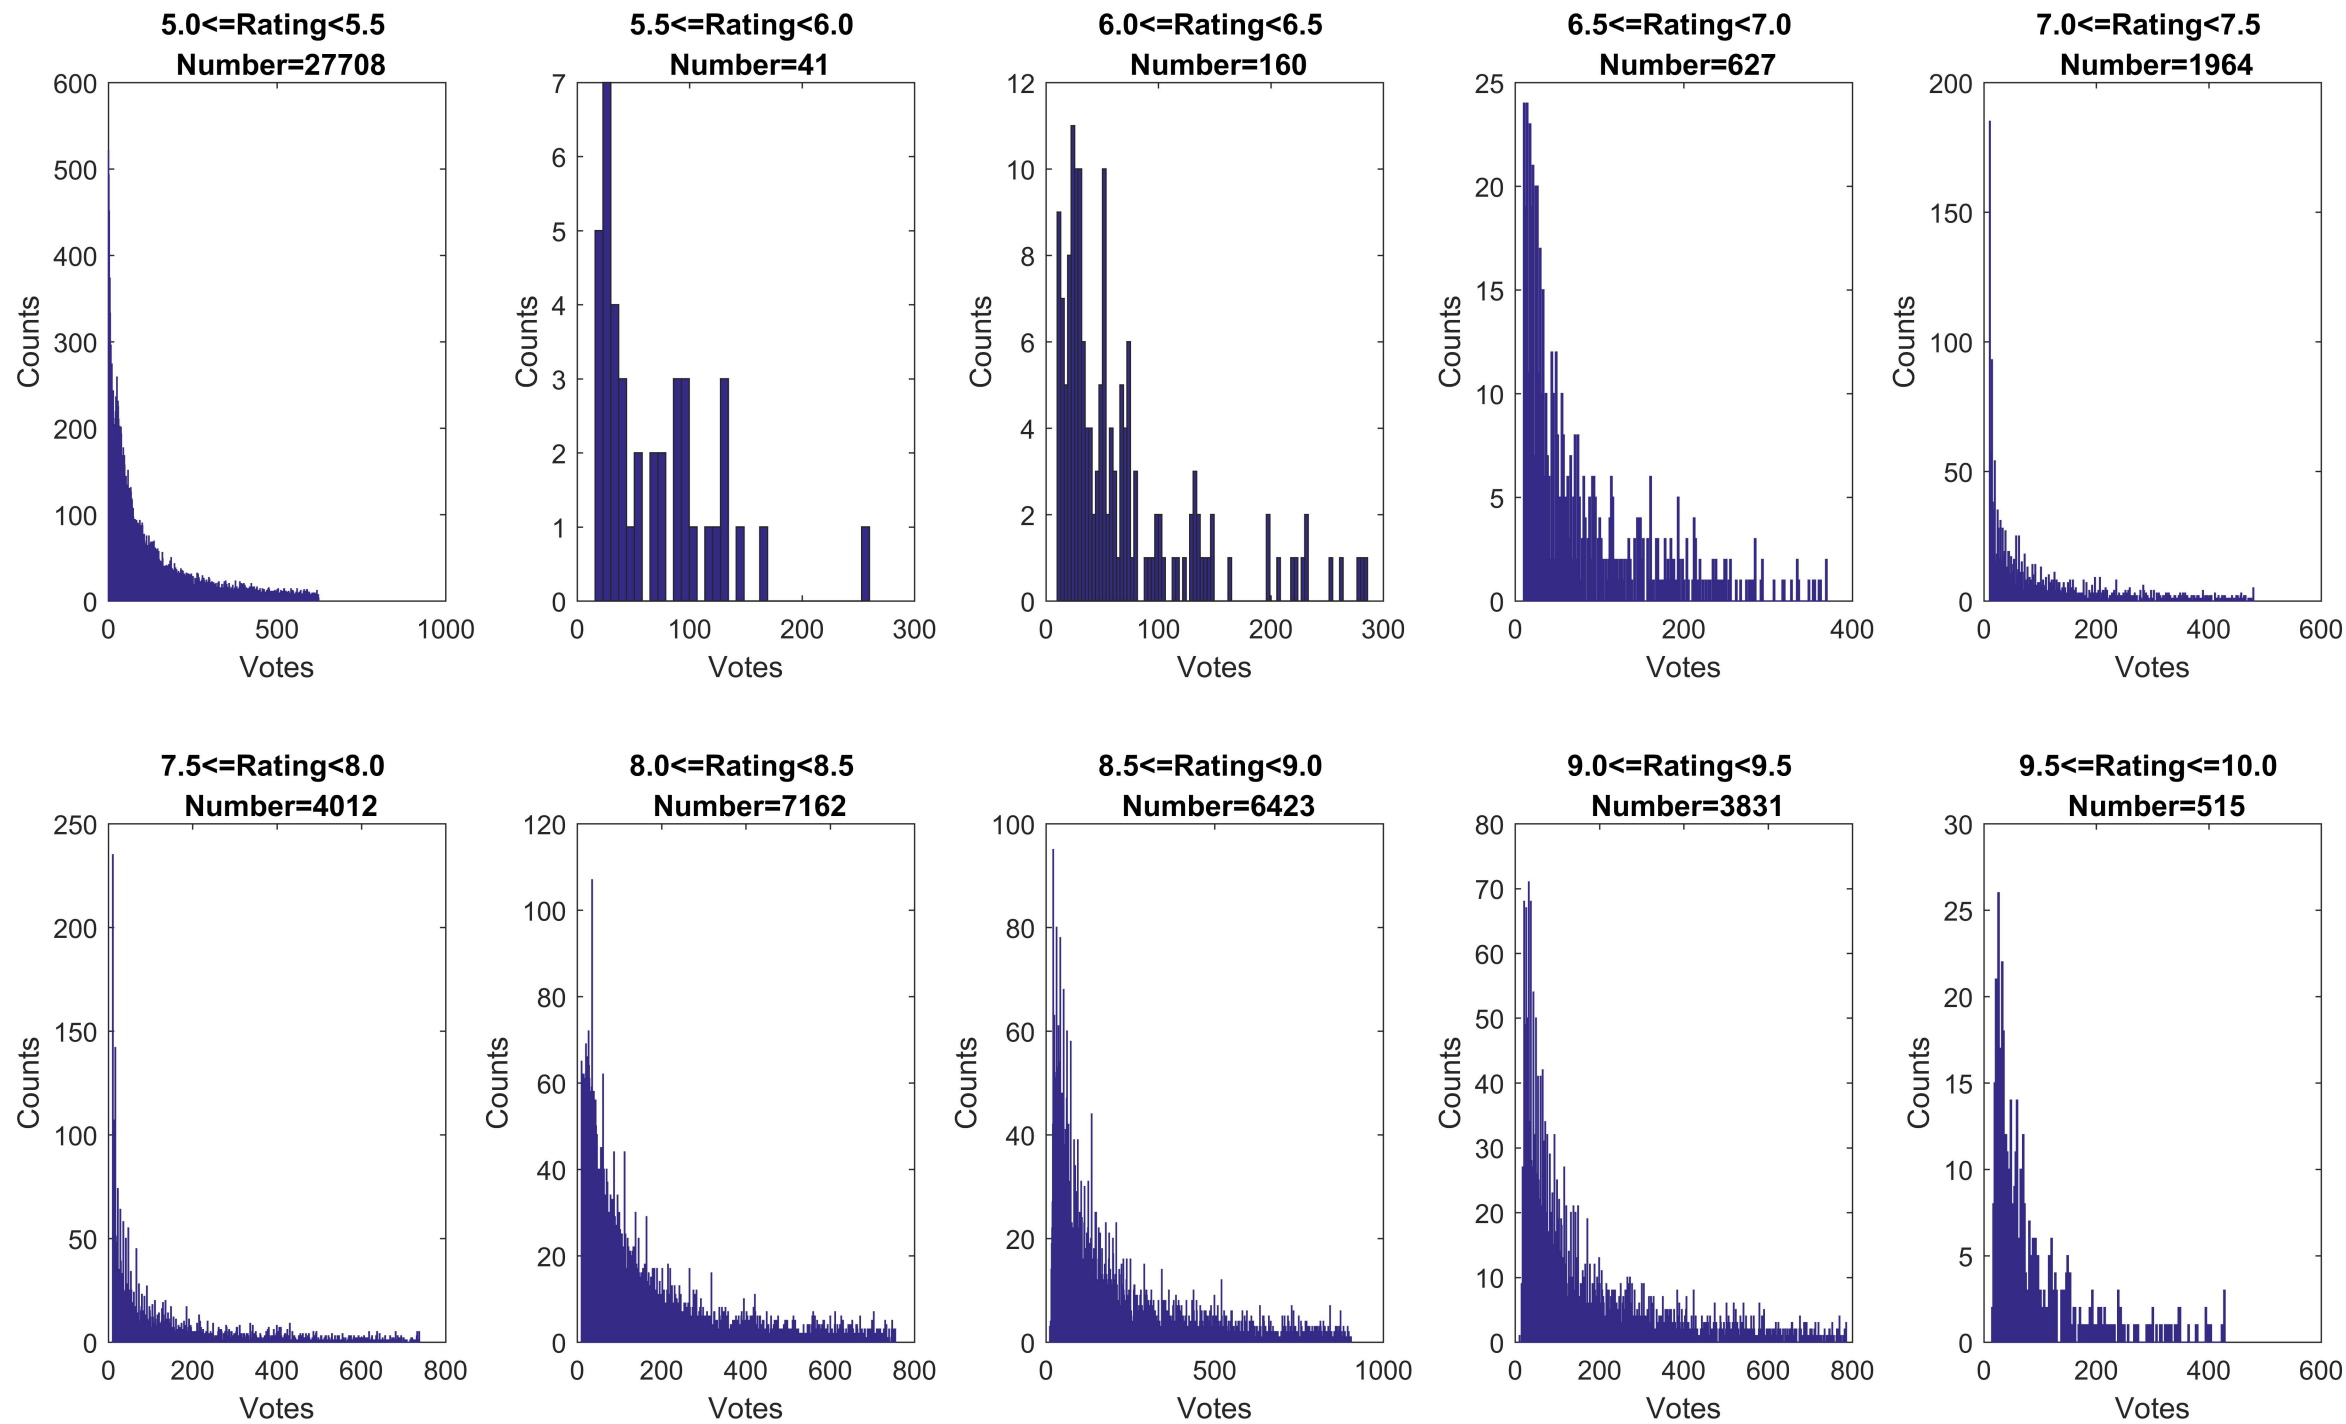 5.0<=Rating<5.5
Number=27708
600
500
400
300
200
100
0
Counts
0 500 1000
Votes
5.5<=Rating<6.0
Number=41
7
6
5
4
3
2
1
0
Counts
0 100 200 300
Votes
6.0<=Rating<6.5
Number=160
12
10
8
6
4
2
0
Counts
0 100 200 300
Votes
6.5<=Rating<7.0
Number=627
25
20
15
10
5
0
Counts
0 200 400
Votes
7.0<=Rating<7.5
Number=1964
200
150
100
50
0
Counts
0 200 400 600
Votes
7.5<=Rating<8.0
Number=4012
250
200
150
100
50
0
Counts
0 200 400 600 800
Votes
8.0<=Rating<8.5
Number=7162
120
100
80
60
40
20
0
Counts
0 200 400 600 800
Votes
8.5<=Rating<9.0
Number=6423
100
80
60
40
20
0
Counts
0 500 1000
Votes
9.0<=Rating<9.5
Number=3831
80
70
60
50
40
30
20
10
0
Counts
0 200 400 600 800
Votes
9.5<=Rating<=10.0
Number=515
30
25
20
15
10
5
0
Counts
0 200 400 600
Votes